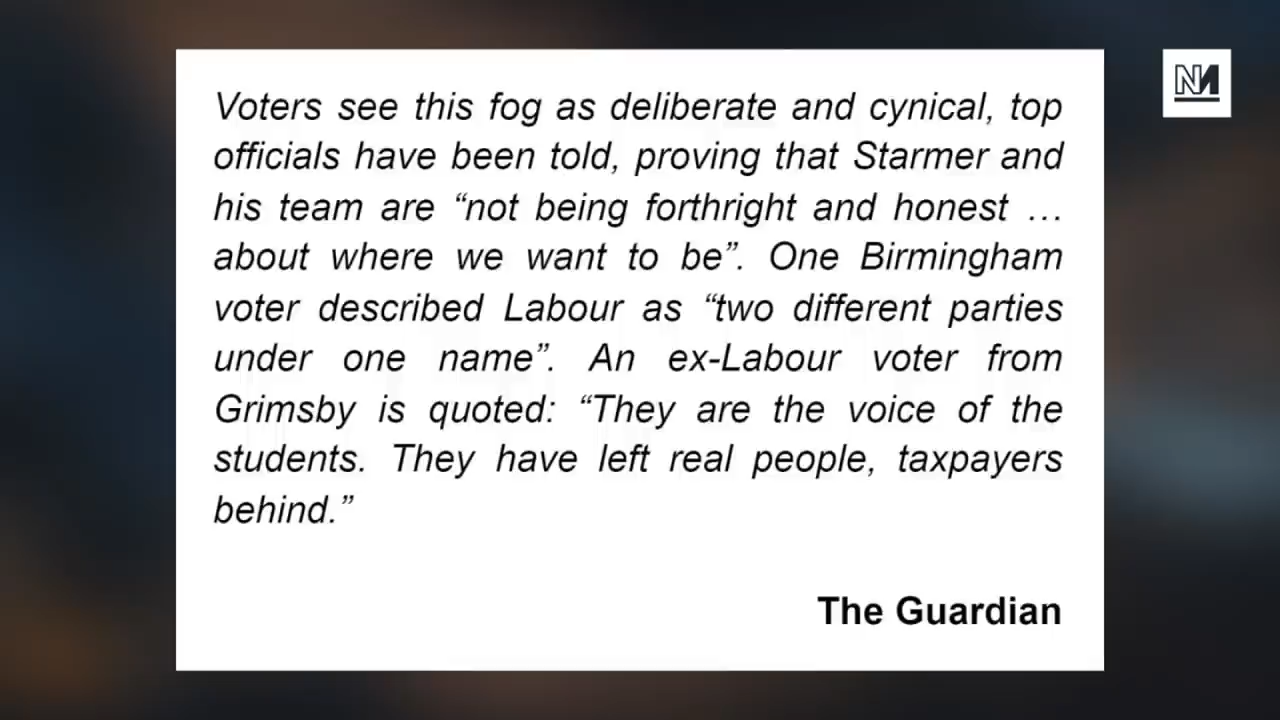 Voters see this fog as deliberate and cynical, top
officials have been told, proving that Starmer and
his team are “not being forthright and honest …
about where we want to be”. One Birmingham
voter described Labour as “two different parties
under one name”. An ex-Labour voter from
Grimsby is quoted: “They are the voice of the
students. They have left real people, taxpayers
behind.”
The Guardian
NM